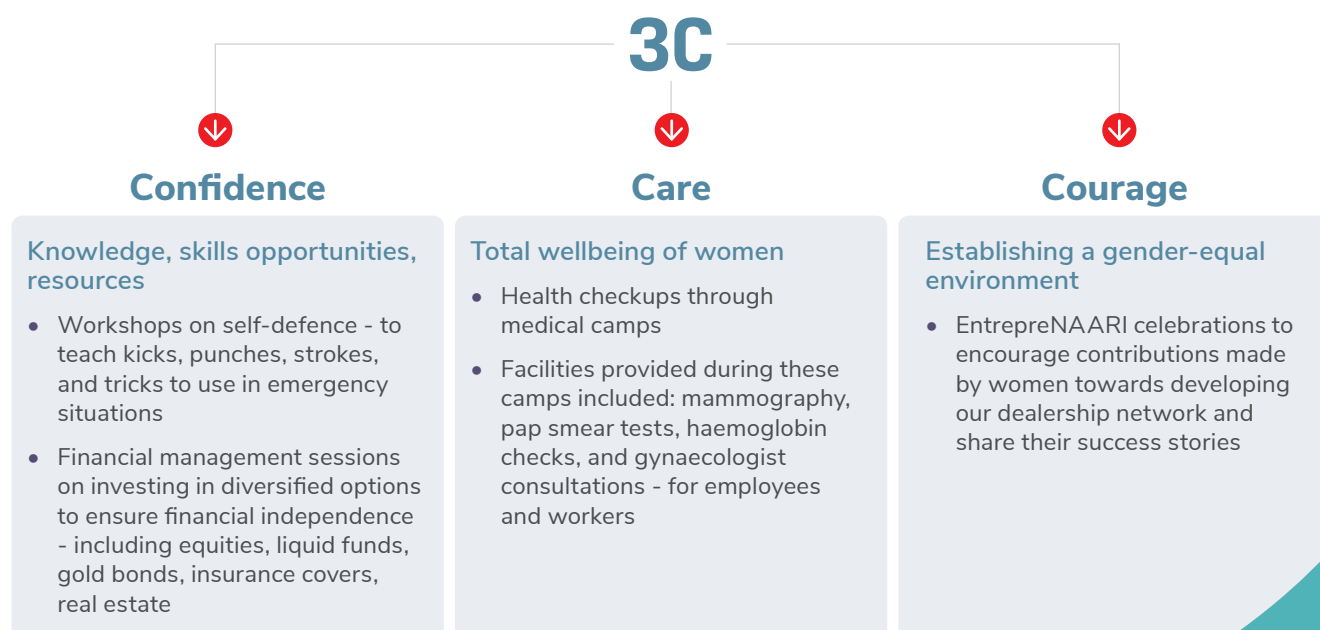 3C
Confidence
Knowledge, skills opportunities,
resources
• Workshops on self-defence - to
teach kicks, punches, strokes,
and tricks to use in emergency
situations
• Financial management sessions
on investing in diversified options
to ensure financial independence
- including equities, liquid funds,
gold bonds, insurance covers,
real estate
Care
Total wellbeing of women
• Health checkups through
medical camps
• Facilities provided during these
camps included: mammography,
pap smear tests, haemoglobin
checks, and gynaecologist
consultations - for employees
and workers
Courage
Establishing a gender-equal
environment
• EntrepreNAARI celebrations to
encourage contributions made
by women towards developing
our dealership network and
share their success stories